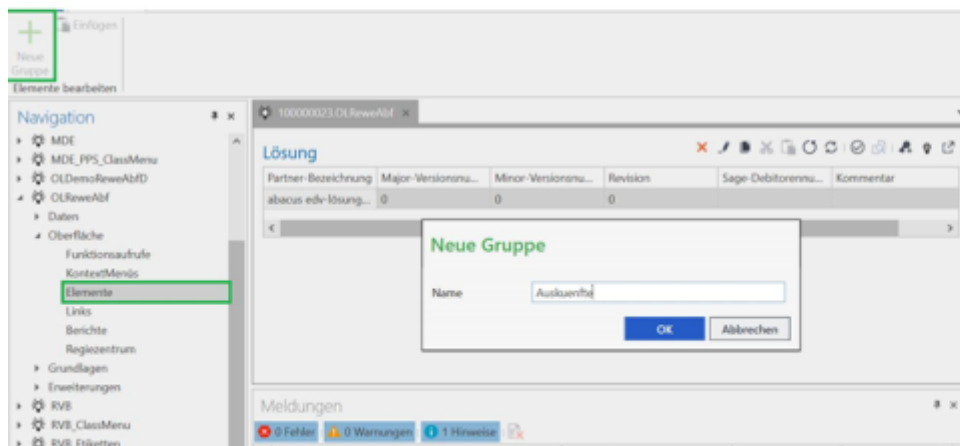 Einfügen
Neue
Gruppe
Elemente bearbeiten
Navigation
MDE
MDE_PPS_ClassMenu
OLDemoReweAbfD
OLReweAbf
Daten
Oberfläche
Funktionsaufrufe
KontextMenüs
Elemente
Links
Berichte
Regiezentrum
Grundlagen
Erweiterungen
RVB
RVB_ClassMenu
RVB_Etiketten
100000023.OLReweAbf
Lösung
Partner-Bezeichnung Major-Versionsnu... Minor-Versionsnu... Revision Sage-Debitorennu... Kommentar
abacus edv-lösung... 0 0 0
Neue Gruppe
Name Auskuenfte
OK Abbrechen
Meldungen
0 Fehler 0 Warnungen 1 Hinweise